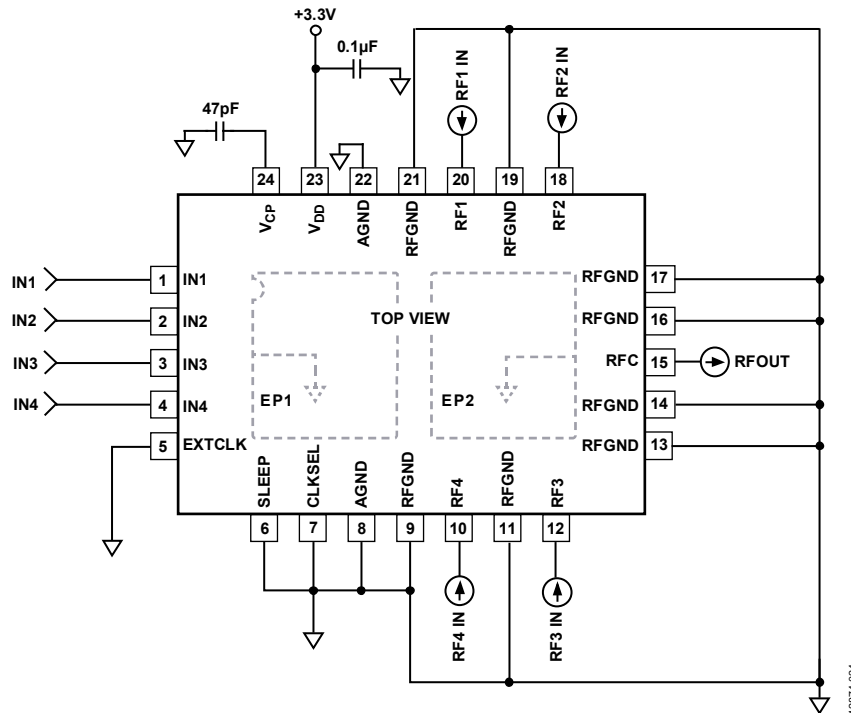 +3.3V
0.1µF
47pF
RF1 IN
RF2 IN
24
23
22
21
20
19
18
VCP
VDD
AGND
RFGND
RF1
RFGND
RF2
IN1
1
IN1
IN2
2
IN2
IN3
3
IN3
IN4
4
IN4
5
EXTCLK
TOP VIEW
EP1
EP2
RFGND
17
RFGND
16
RFC
15
RFOUT
RFGND
14
RFGND
13
SLEEP
CLKSEL
AGND
RFGND
RF4
RFGND
RF3
6
7
8
9
10
11
12
RF4 IN
RF3 IN